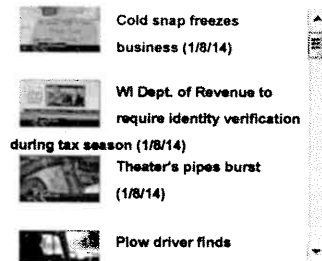 Cold snap freezes
business (1/8/14)
WI Dept. of Revenue to
require identity verification
during tax season (1/8/14)
Theater's pipes burst
(1/8/14)
Plow driver finds